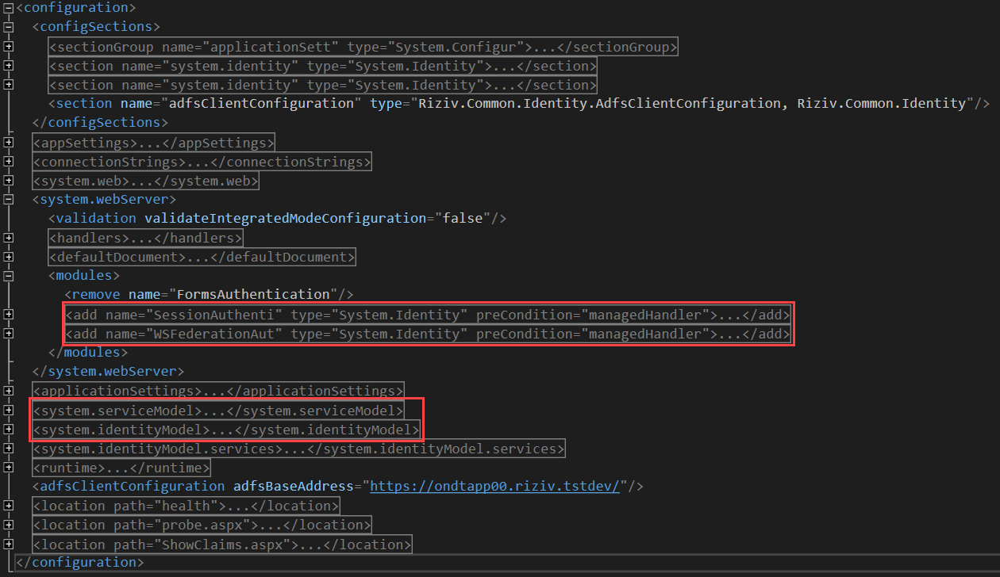 <configuration>
<configSections>
<sectionGroup name="applicationSett" type="System.Configur">...</sectionGroup>
<section name="system.identity" type="System.Identity">...</section>
<section name="system.identity" type="System.Identity">...</section>
<section name="adfsClientConfiguration" type="Riziv.Common.Identity.AdfsClientConfiguration, Riziv.Common.Identity"/>
</configSections>
<appSettings>...</appSettings>
<connectionStrings>...</connectionStrings>
<system.web>...</system.web>
<system.webServer>
<validation validateIntegratedModeConfiguration="false"/>
<handlers>...</handlers>
<defaultDocument>...</defaultDocument>
<modules>
<remove name="FormsAuthentication"/>
<add name="SessionAuthenti" type="System.Identity" preCondition="managedHandler">...</add>
<add name="WSFederationAut" type="System.Identity" preCondition="managedHandler">...</add>
</modules>
</system.webServer>
<applicationSettings>...</applicationSettings>
<system.serviceModel>...</system.serviceModel>
<system.identityModel>...</system.identityModel>
<system.identityModel.services>...</system.identityModel.services>
<runtime>...</runtime>
<adfsClientConfiguration adfsBaseAddress="https://ondtapp00.riziv.tstdev/"/>
<location path="health">...</location>
<location path="probe.aspx">...</location>
<location path="ShowClaims.aspx">...</location>
</configuration>